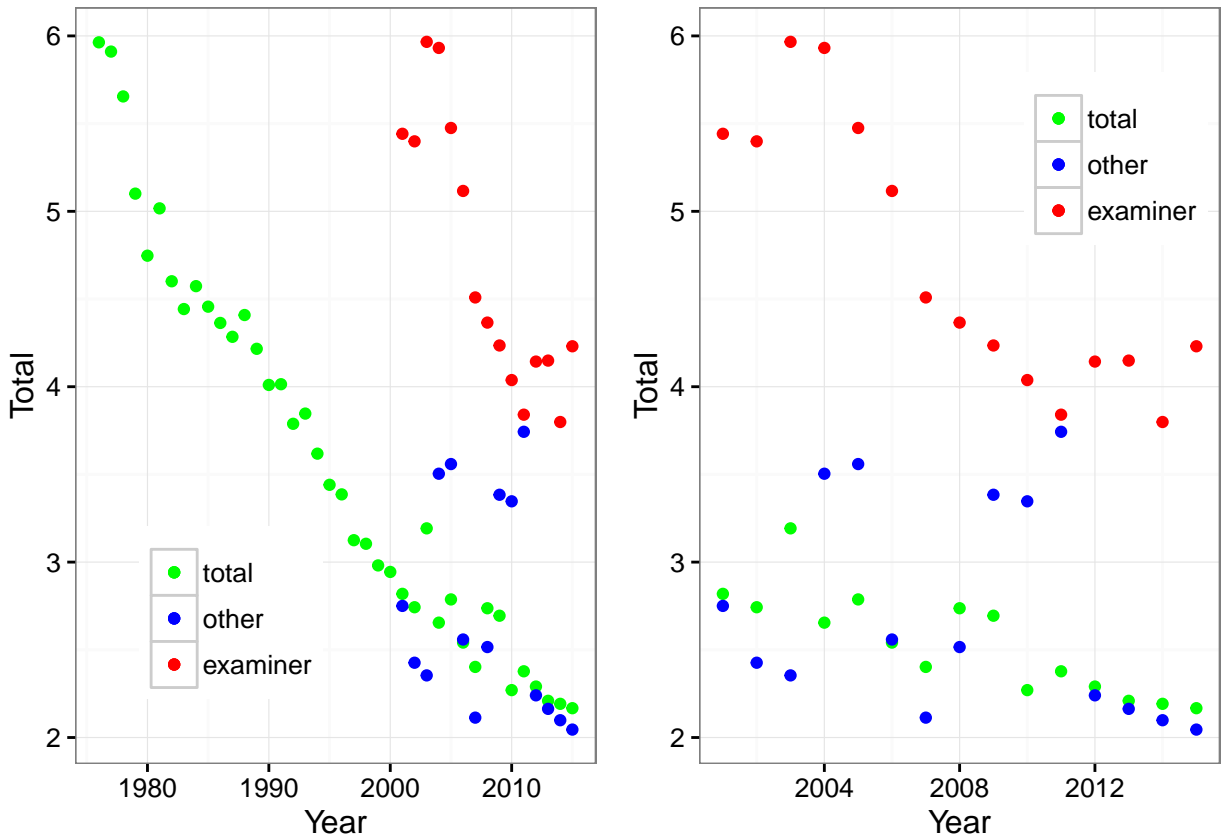 6
5
4
3
2
Total
total
other
examiner
1980 1990 2000 2010
Year
6
5
4
3
2
Total
total
other
examiner
2004 2008 2012
Year